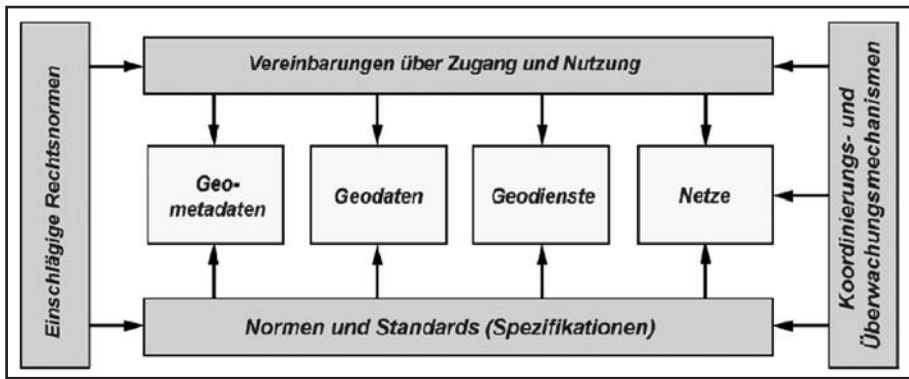 Einschlägige Rechtsnormen
Vereinbarungen über Zugang und Nutzung
Geo-
metadaten
Geodaten
Geodienste
Netze
Normen und Standards (Spezifikationen)
Koordinierungs- und
Überwachungsmechanismen